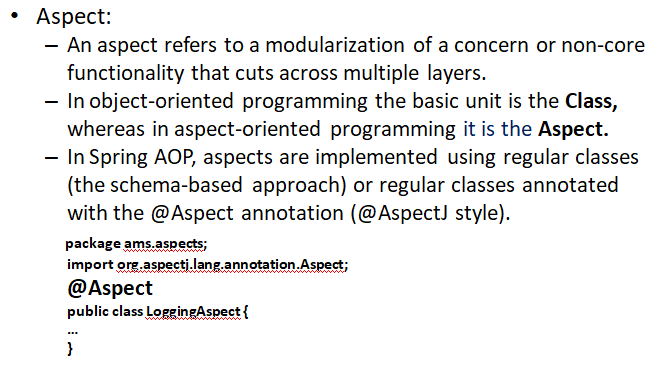 • Aspect:
– An aspect refers to a modularization of a concern or non-core
functionality that cuts across multiple layers.
– In object-oriented programming the basic unit is the Class,
whereas in aspect-oriented programming it is the Aspect.
– In Spring AOP, aspects are implemented using regular classes
(the schema-based approach) or regular classes annotated
with the @Aspect annotation (@AspectJ style).
package ams.aspects;
import org.aspectj.lang.annotation.Aspect;
@Aspect
public class LoggingAspect {
…
}